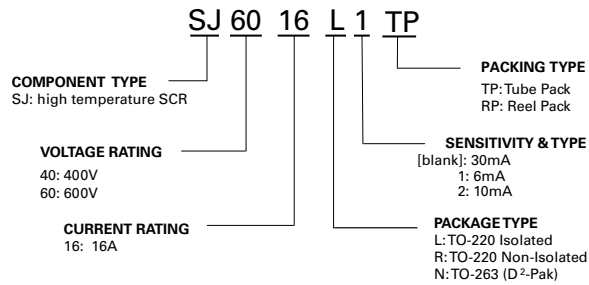 SJ 60 16 L 1 TP
COMPONENT TYPE
SJ: high temperature SCR
VOLTAGE RATING
40: 400V
60: 600V
CURRENT RATING
16: 16A
PACKING TYPE
TP: Tube Pack
RP: Reel Pack
SENSITIVITY & TYPE
[blank]: 30mA
1: 6mA
2: 10mA
PACKAGE TYPE
L: TO-220 Isolated
R: TO-220 Non-Isolated
N: TO-263 (D²-Pak)